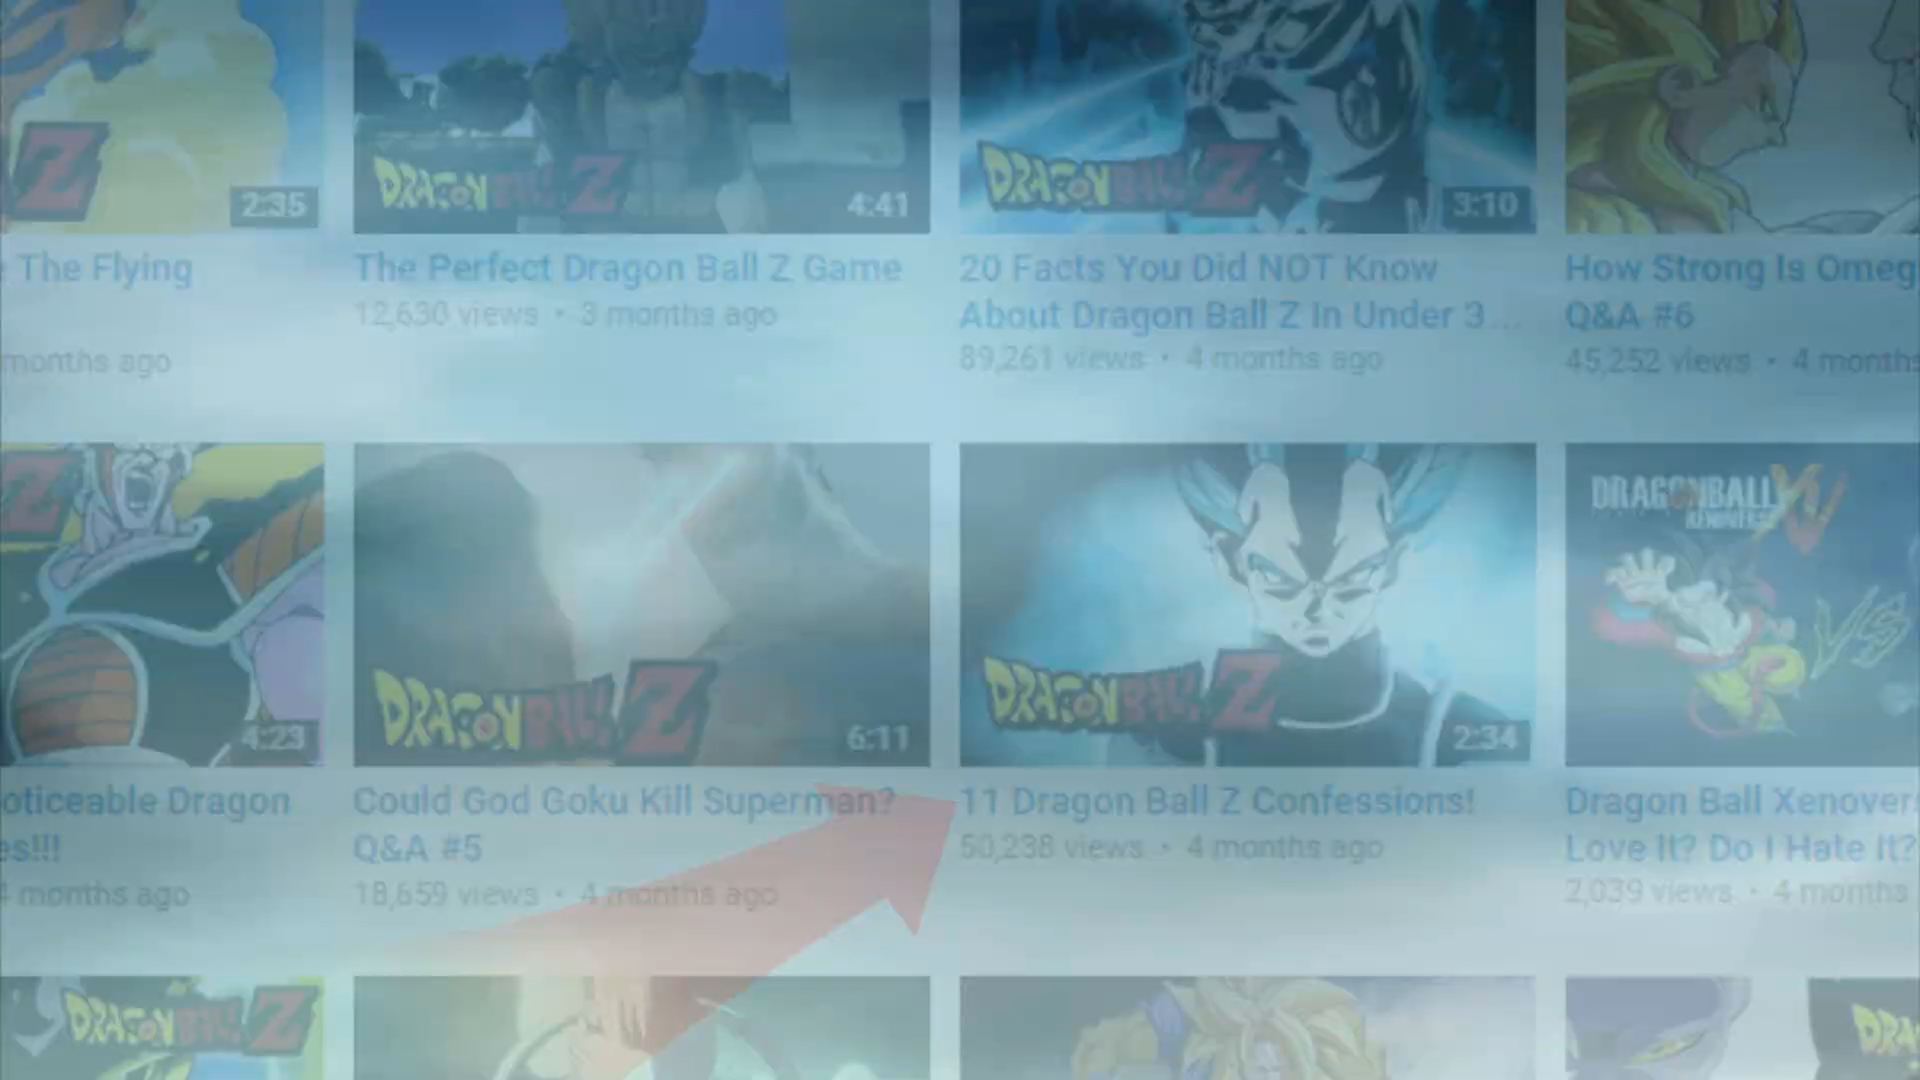 Z
2:35
DRAGON BALL Z
4:41
DRAGON BALL Z
3:10
The Flying
The Perfect Dragon Ball Z Game
20 Facts You Did NOT Know
How Strong Is Omeg
12,630 views • 3 months ago
About Dragon Ball Z In Under 3 ...
Q&A #6
months ago
89,261 views • 4 months ago
45,252 views • 4 months
Z
4:23
DRAGON BALL Z
6:11
DRAGON BALL Z
2:34
DRAGONBALL XV
XENOVERSE
VS
oticeable Dragon
Could God Goku Kill Superman?
11 Dragon Ball Z Confessions!
Dragon Ball Xenovers
es!!!
Q&A #5
50,238 views • 4 months ago
Love It? Do I Hate It?
4 months ago
18,659 views • 4 months ago
2,039 views • 4 months
DRAGON BALL Z
DRA